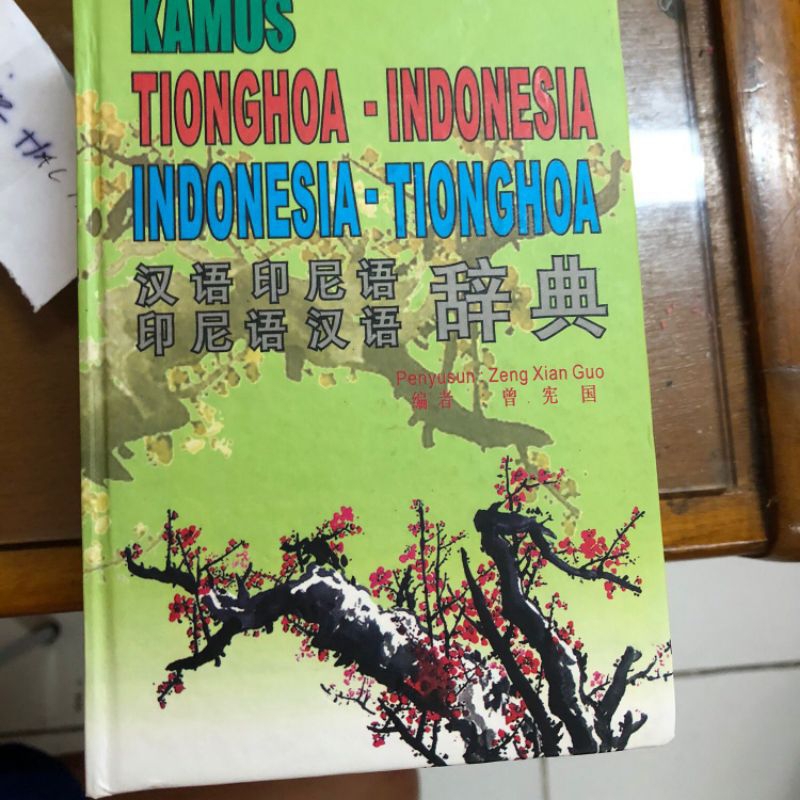 KAMUS
TIONGHOA - INDONESIA
INDONESIA - TIONGHOA
汉语印尼语
印尼语汉语
辞典
Penyusun : Zeng Xian Guo
编者 曾宪国